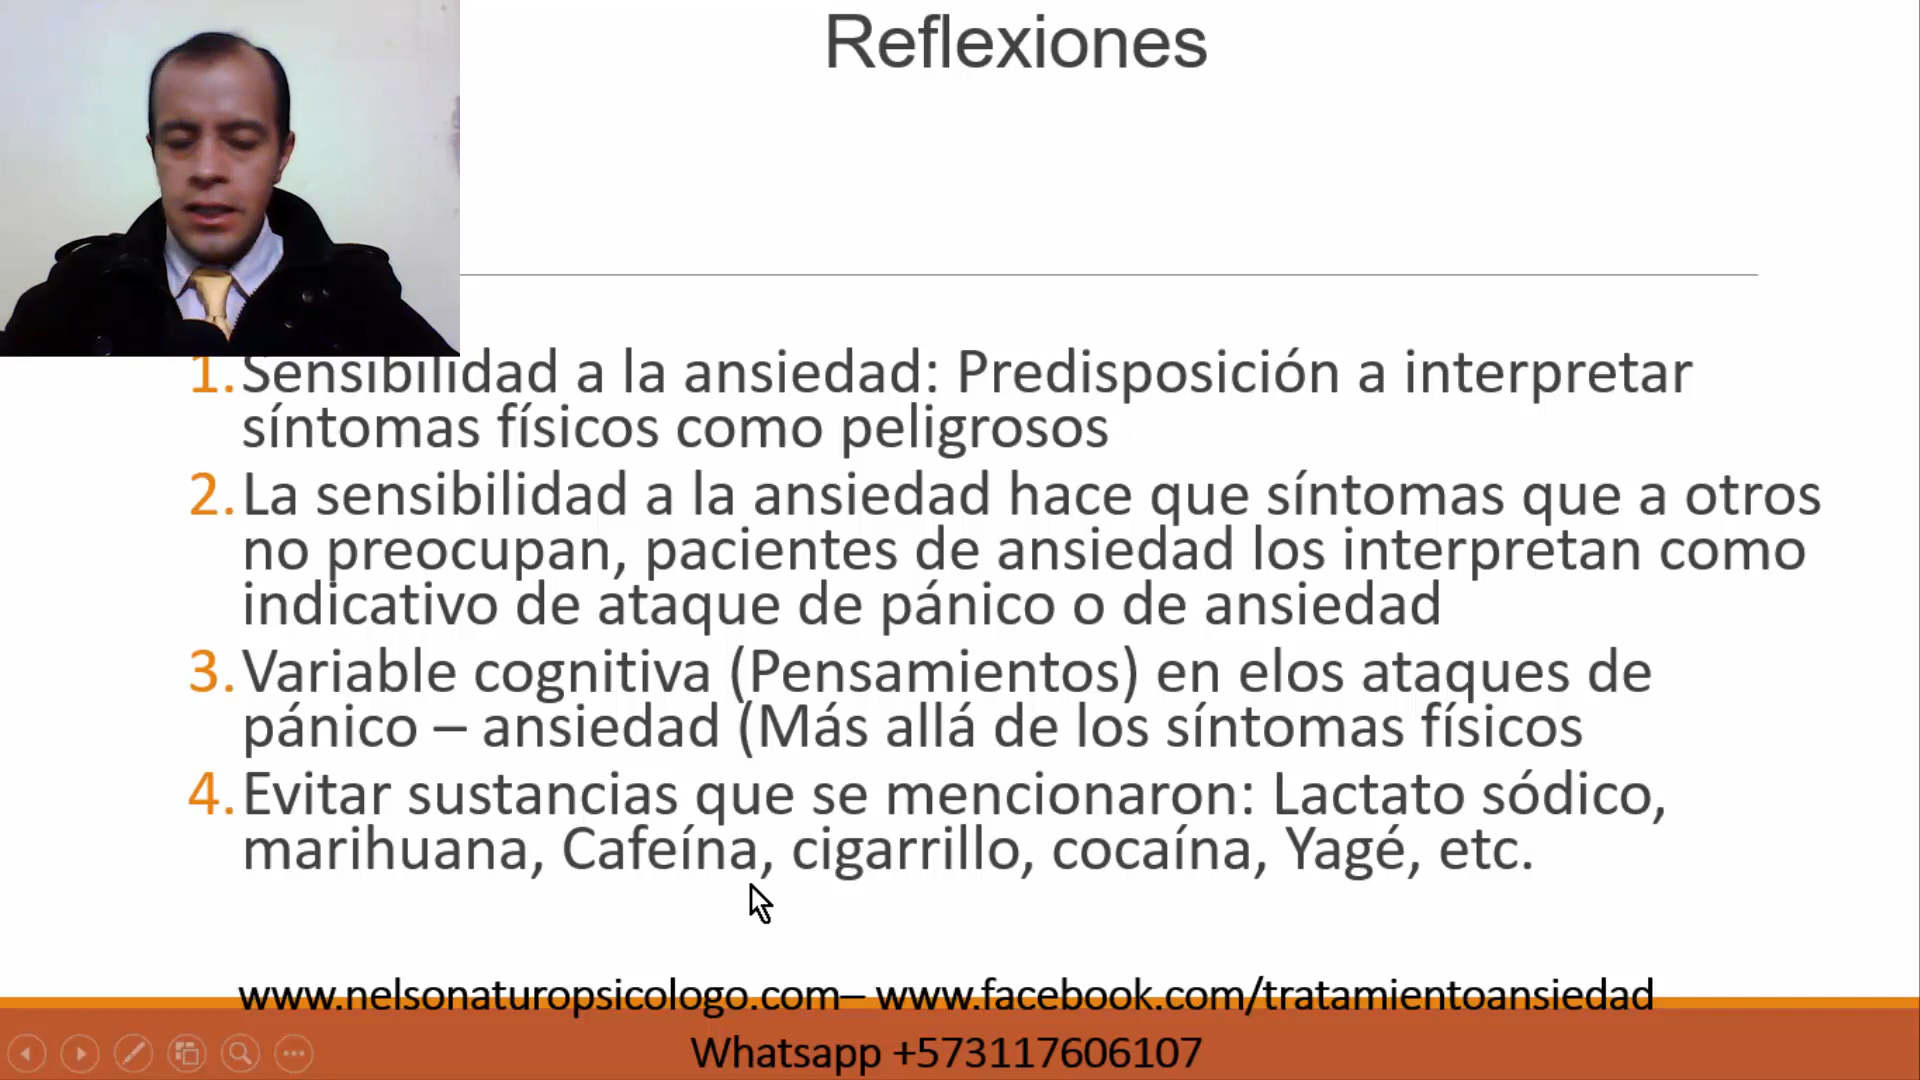 Reflexiones
1. Sensibilidad a la ansiedad: Predisposición a interpretar
síntomas físicos como peligrosos
2. La sensibilidad a la ansiedad hace que síntomas que a otros
no preocupan, pacientes de ansiedad los interpretan como
indicativo de ataque de pánico o de ansiedad
3. Variable cognitiva (Pensamientos) en elos ataques de
pánico – ansiedad (Más allá de los síntomas físicos
4. Evitar sustancias que se mencionaron: Lactato sódico,
marihuana, Cafeína, cigarrillo, cocaína, Yagé, etc.
www.nelsonaturopsicologo.com– www.facebook.com/tratamientoansiedad
Whatsapp +573117606107